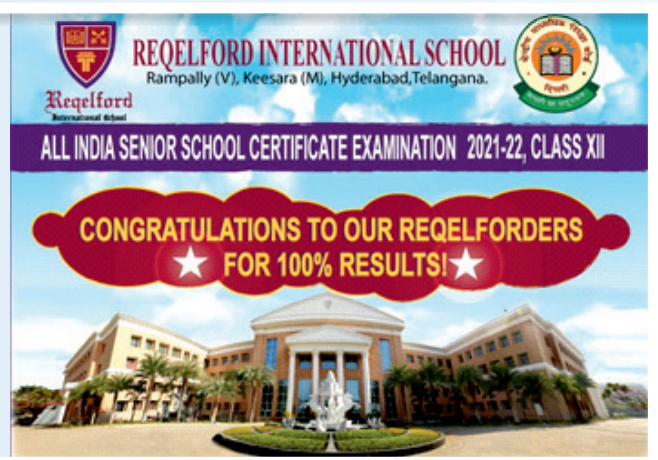 REQELFORD INTERNATIONAL SCHOOL
Rampally (V), Keesara (M), Hyderabad,Telangana.
Reqelford
International School
ALL INDIA SENIOR SCHOOL CERTIFICATE EXAMINATION 2021-22, CLASS XII
CONGRATULATIONS TO OUR REQELFORDERS
FOR 100% RESULTS!
केन्द्रीय माध्यमिक शिक्षा बोर्ड
दिल्ली